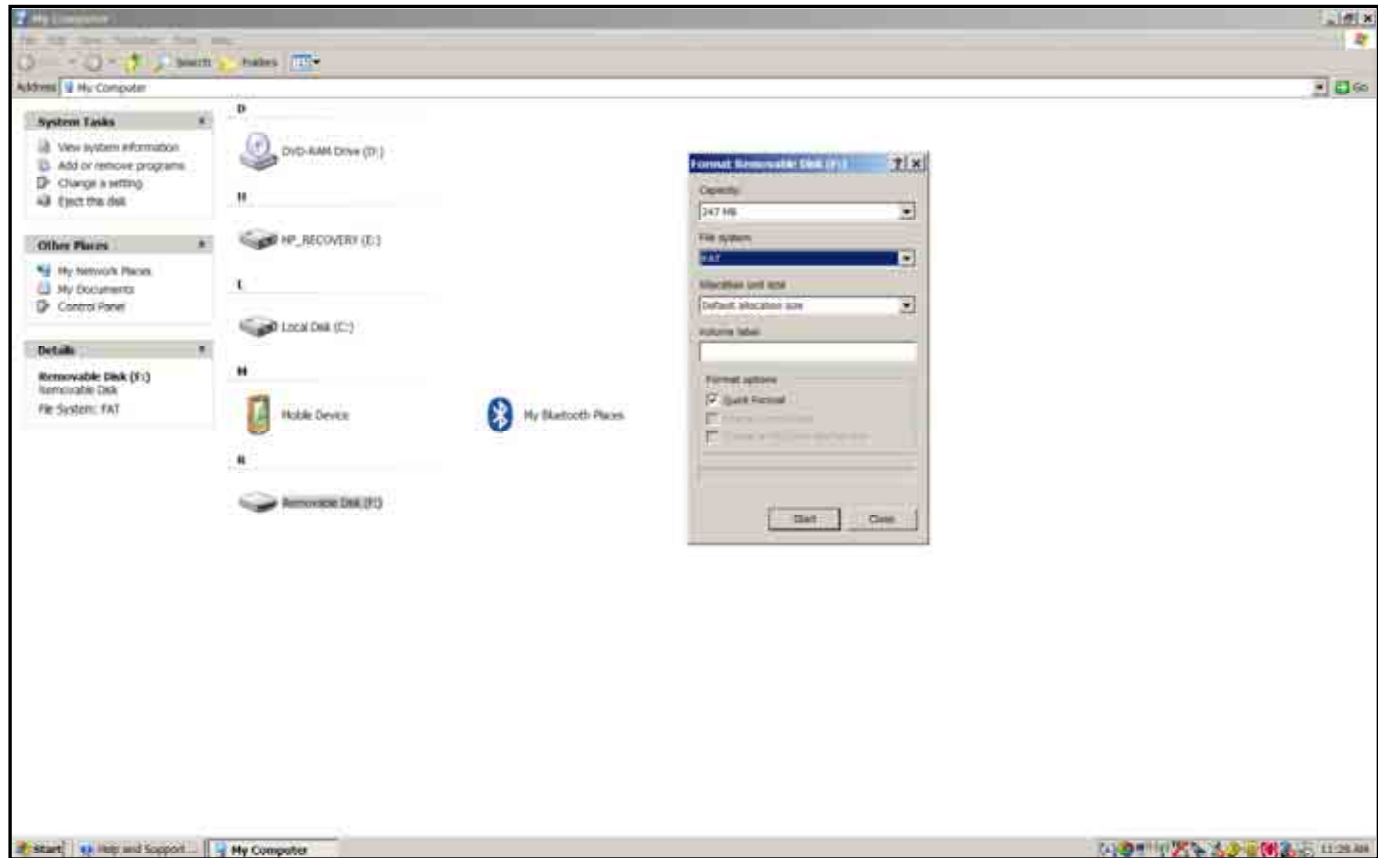 My Computer
Search Folders
Address My Computer
Go
System Tasks
View system information
Add or remove programs
Change a setting
Eject this disk
Other Places
My Network Places
My Documents
Control Panel
Details
Removable Disk (F:)
Removable Disk
File System: FAT
D
DVD-RAM Drive (D:)
H
HP_RECOVERY (E:)
L
Local Disk (C:)
M
Mobile Device
My Bluetooth Places
R
Removable Disk (F:)
Format Removable Disk (F:)
Capacity:
File system
FAT
Allocation unit size
Default allocation size
Volume label
Format options
Quick Format
Start
Close
Start
Help and Support ...
My Computer